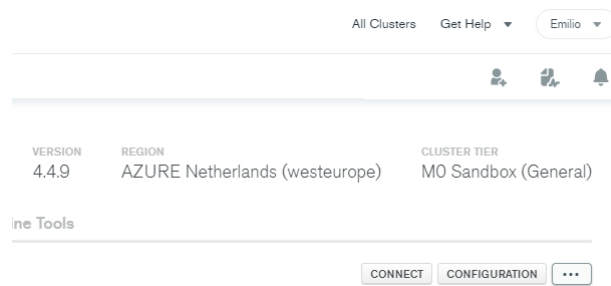 All Clusters Get Help Emilio
VERSION REGION CLUSTER TIER
4.4.9 AZURE Netherlands (westeurope) M0 Sandbox (General)
ine Tools
CONNECT CONFIGURATION ...